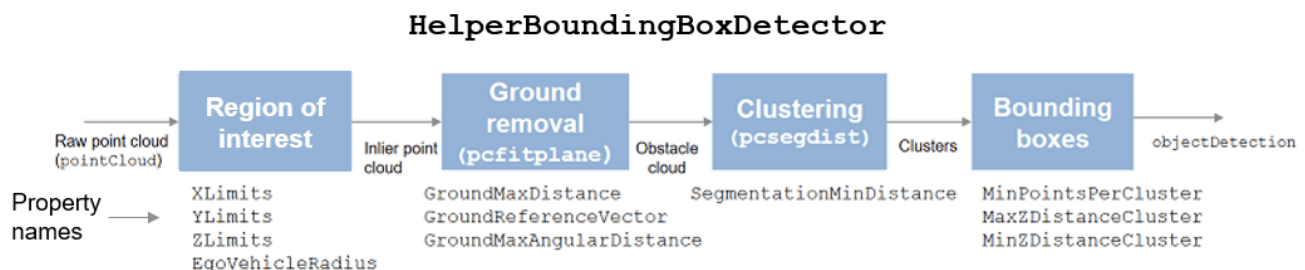 HelperBoundingBoxDetector
Raw point cloud
(pointCloud)
Region of
interest
Inlier point
cloud
Ground
removal
(pcfitplane)
Obstacle
cloud
Clustering
(pcsegdist)
Clusters
Bounding
boxes
objectDetection
Property
names
XLimits
YLimits
ZLimits
EgoVehicleRadius
GroundMaxDistance
GroundReferenceVector
GroundMaxAngularDistance
SegmentationMinDistance
MinPointsPerCluster
MaxZDistanceCluster
MinZDistanceCluster